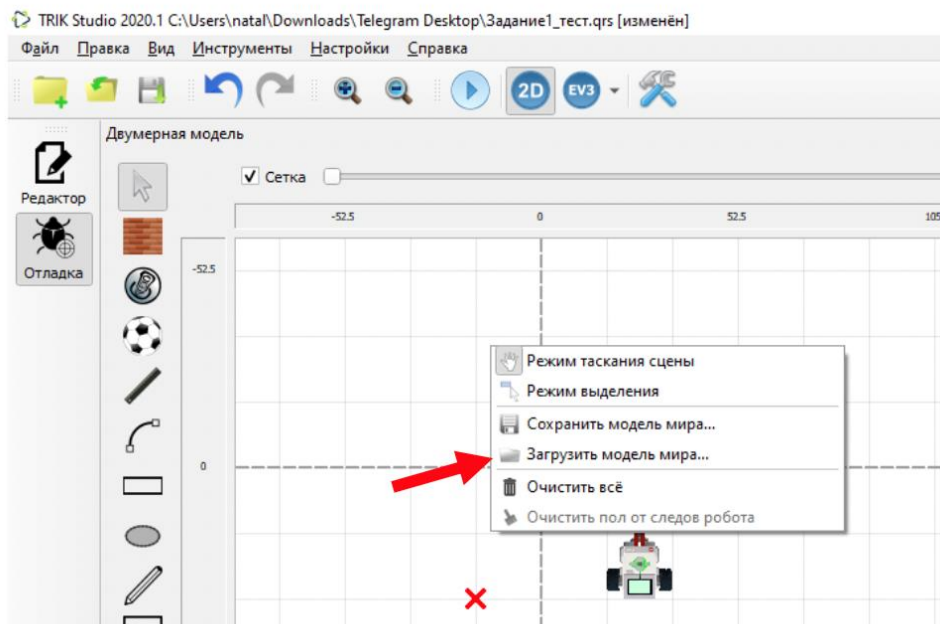 TRIK Studio 2020.1 C:\Users\natal\Downloads\Telegram Desktop\Задание1_тест.qrs [изменён]
Файл Правка Вид Инструменты Настройки Справка
2D EV3
Двумерная модель
Редактор
Отладка
Сетка
-52.5 0 52.5 105
-52.5
0
Режим таскания сцены
Режим выделения
Сохранить модель мира...
Загрузить модель мира...
Очистить всё
Очистить пол от следов робота